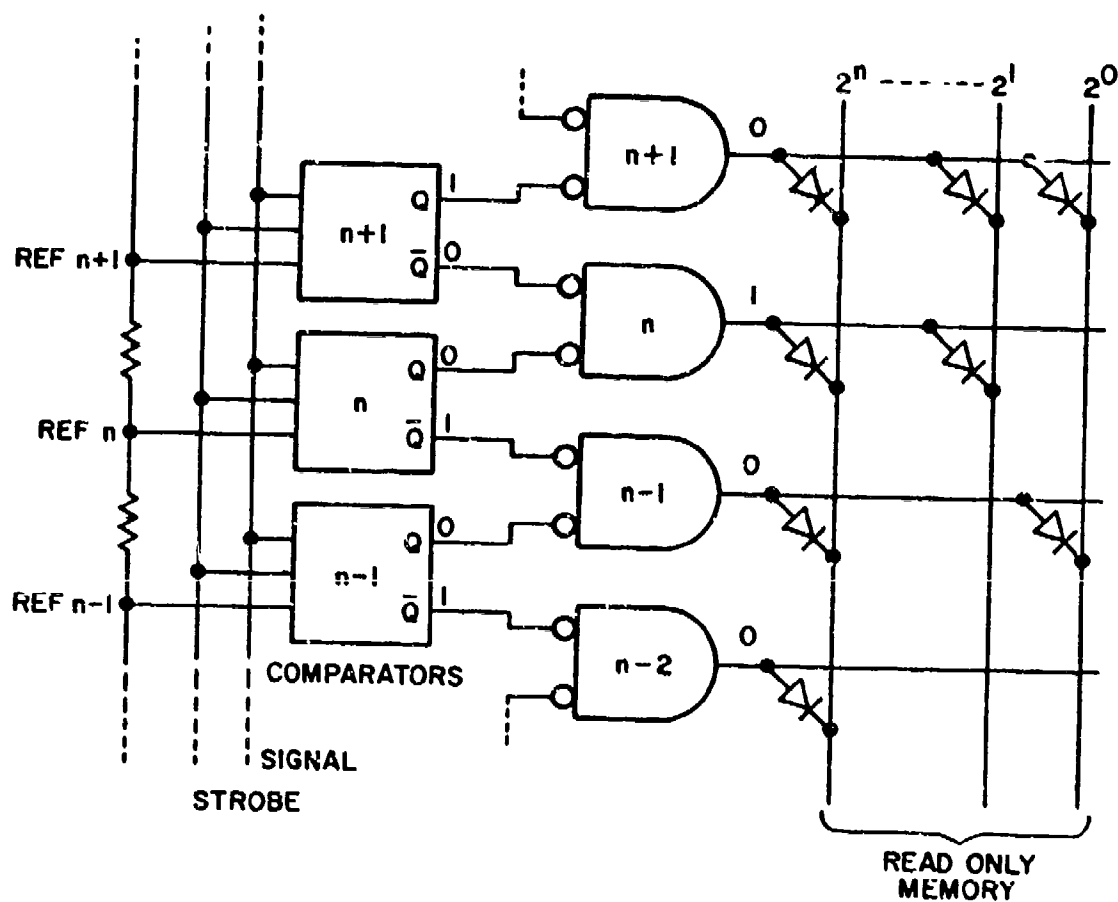 2ⁿ ------- 2¹ 2⁰
n+1 0
Q 1
n+1
REF n+1
Q̄ 0
n 1
Q 0
n
REF n
Q̄ 1
n-1 0
Q 0
n-1
REF n-1
Q̄ 1
n-2 0
COMPARATORS
SIGNAL
STROBE
READ ONLY
MEMORY